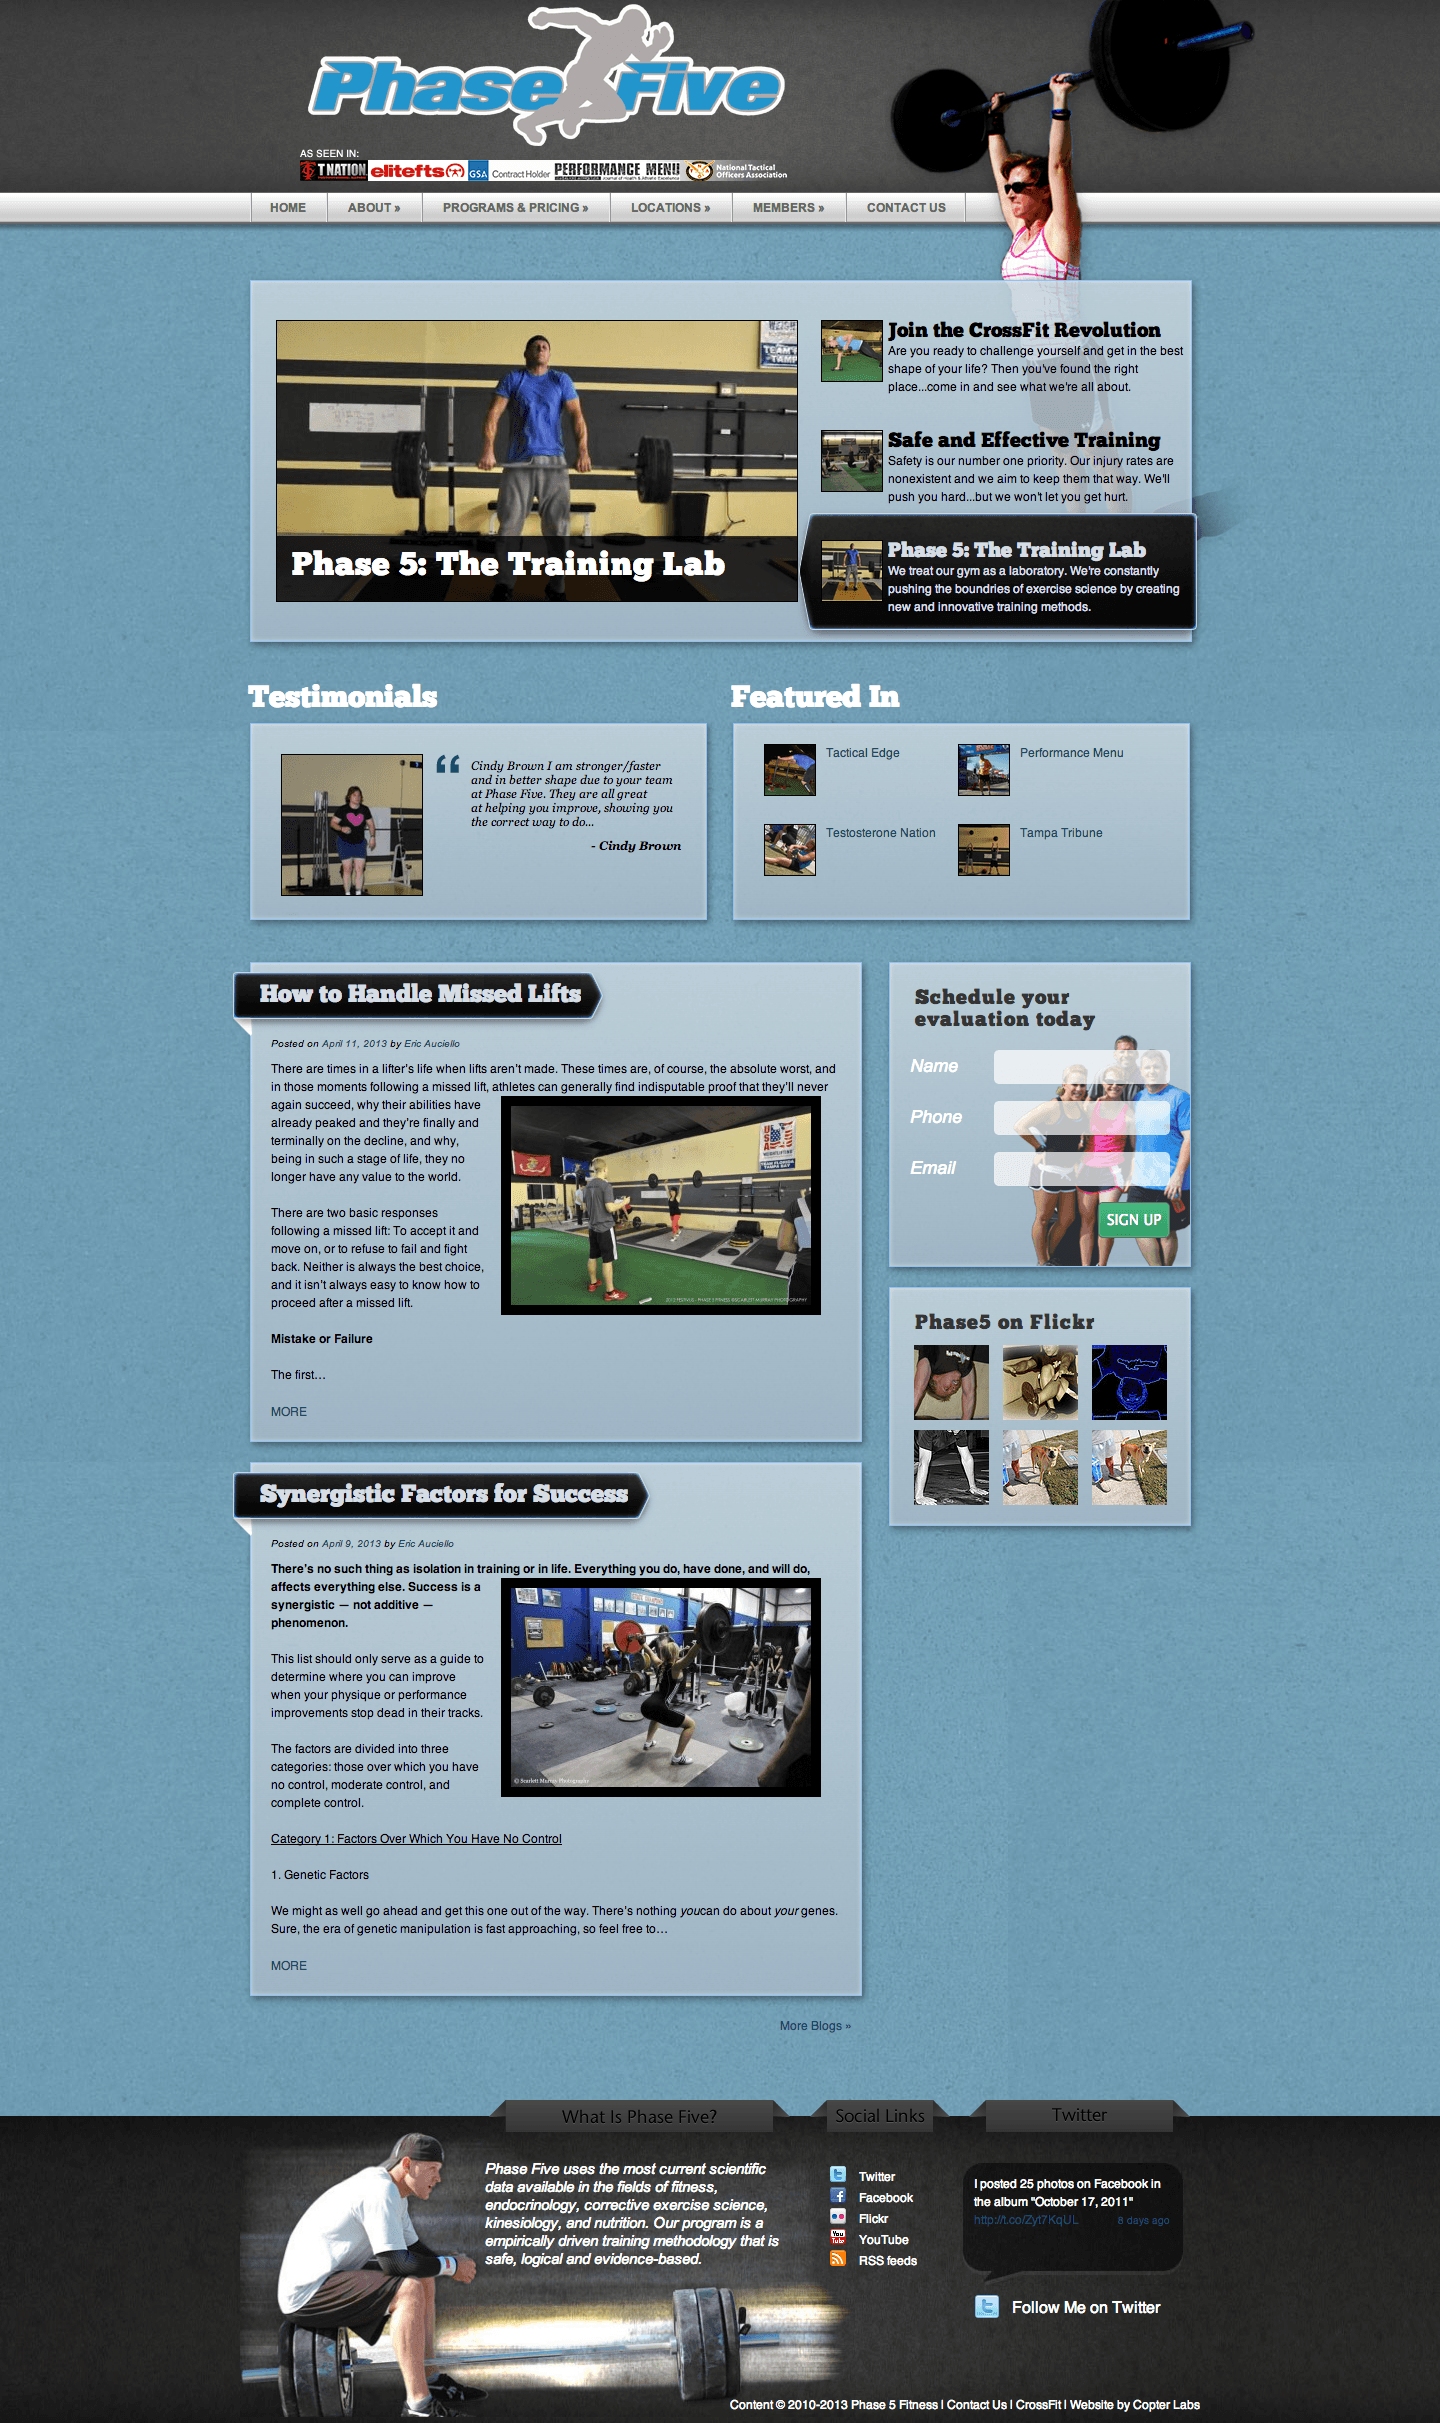 Phase Five
AS SEEN IN:
T NATION elitefts GSA Contract Holder PERFORMANCE MENU National Tactical
Officers Association
HOME ABOUT » PROGRAMS & PRICING » LOCATIONS » MEMBERS » CONTACT US
Phase 5: The Training Lab
Join the CrossFit Revolution
Are you ready to challenge yourself and get in the best
shape of your life? Then you've found the right
place...come in and see what we're all about.
Safe and Effective Training
Safety is our number one priority. Our injury rates are
nonexistent and we aim to keep them that way. We'll
push you hard...but we won't let you get hurt.
Phase 5: The Training Lab
We treat our gym as a laboratory. We're constantly
pushing the boundries of exercise science by creating
new and innovative training methods.
Testimonials
“ Cindy Brown I am stronger/faster
and in better shape due to your team
at Phase Five. They are all great
at helping you improve, showing you
the correct way to do...
- Cindy Brown
Featured In
Tactical Edge
Performance Menu
Testosterone Nation
Tampa Tribune
How to Handle Missed Lifts
Posted on April 11, 2013 by Eric Auciello
There are times in a lifter's life when lifts aren't made. These times are, of course, the absolute worst, and
in those moments following a missed lift, athletes can generally find indisputable proof that they'll never
again succeed, why their abilities have
already peaked and they're finally and
terminally on the decline, and why,
being in such a stage of life, they no
longer have any value to the world.
There are two basic responses
following a missed lift: To accept it and
move on, or to refuse to fail and fight
back. Neither is always the best choice,
and it isn't always easy to know how to
proceed after a missed lift.
Mistake or Failure
The first…
MORE
Schedule your
evaluation today
Name
Phone
Email
SIGN UP
Phase5 on Flickr
Synergistic Factors for Success
Posted on April 9, 2013 by Eric Auciello
There's no such thing as isolation in training or in life. Everything you do, have done, and will do,
affects everything else. Success is a
synergistic — not additive —
phenomenon.
This list should only serve as a guide to
determine where you can improve
when your physique or performance
improvements stop dead in their tracks.
The factors are divided into three
categories: those over which you have
no control, moderate control, and
complete control.
© Scarlett Murray Photography
Category 1: Factors Over Which You Have No Control
1. Genetic Factors
We might as well go ahead and get this one out of the way. There's nothing youcan do about your genes.
Sure, the era of genetic manipulation is fast approaching, so feel free to…
MORE
More Blogs »
What Is Phase Five?
Phase Five uses the most current scientific
data available in the fields of fitness,
endocrinology, corrective exercise science,
kinesiology, and nutrition. Our program is a
empirically driven training methodology that is
safe, logical and evidence-based.
Social Links
Twitter
Facebook
Flickr
YouTube
RSS feeds
Twitter
I posted 25 photos on Facebook in
the album "October 17, 2011"
http://t.co/Zyt7KqUL 8 days ago
Follow Me on Twitter
Content © 2010-2013 Phase 5 Fitness | Contact Us | CrossFit | Website by Copter Labs